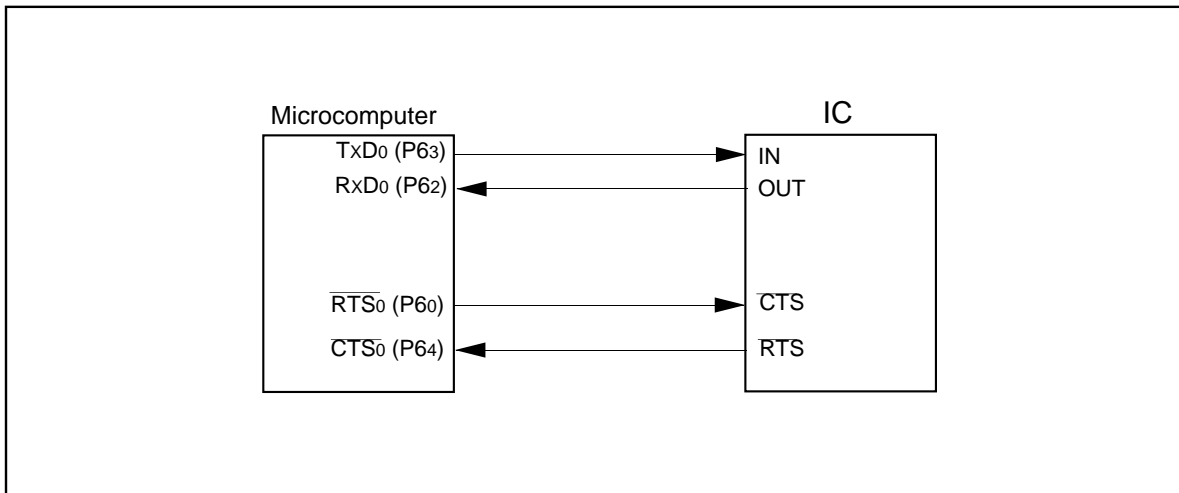 Microcomputer
IC
TxD0 (P63)
IN
RxD0 (P62)
OUT
RTS0 (P60)
CTS
CTS0 (P64)
RTS